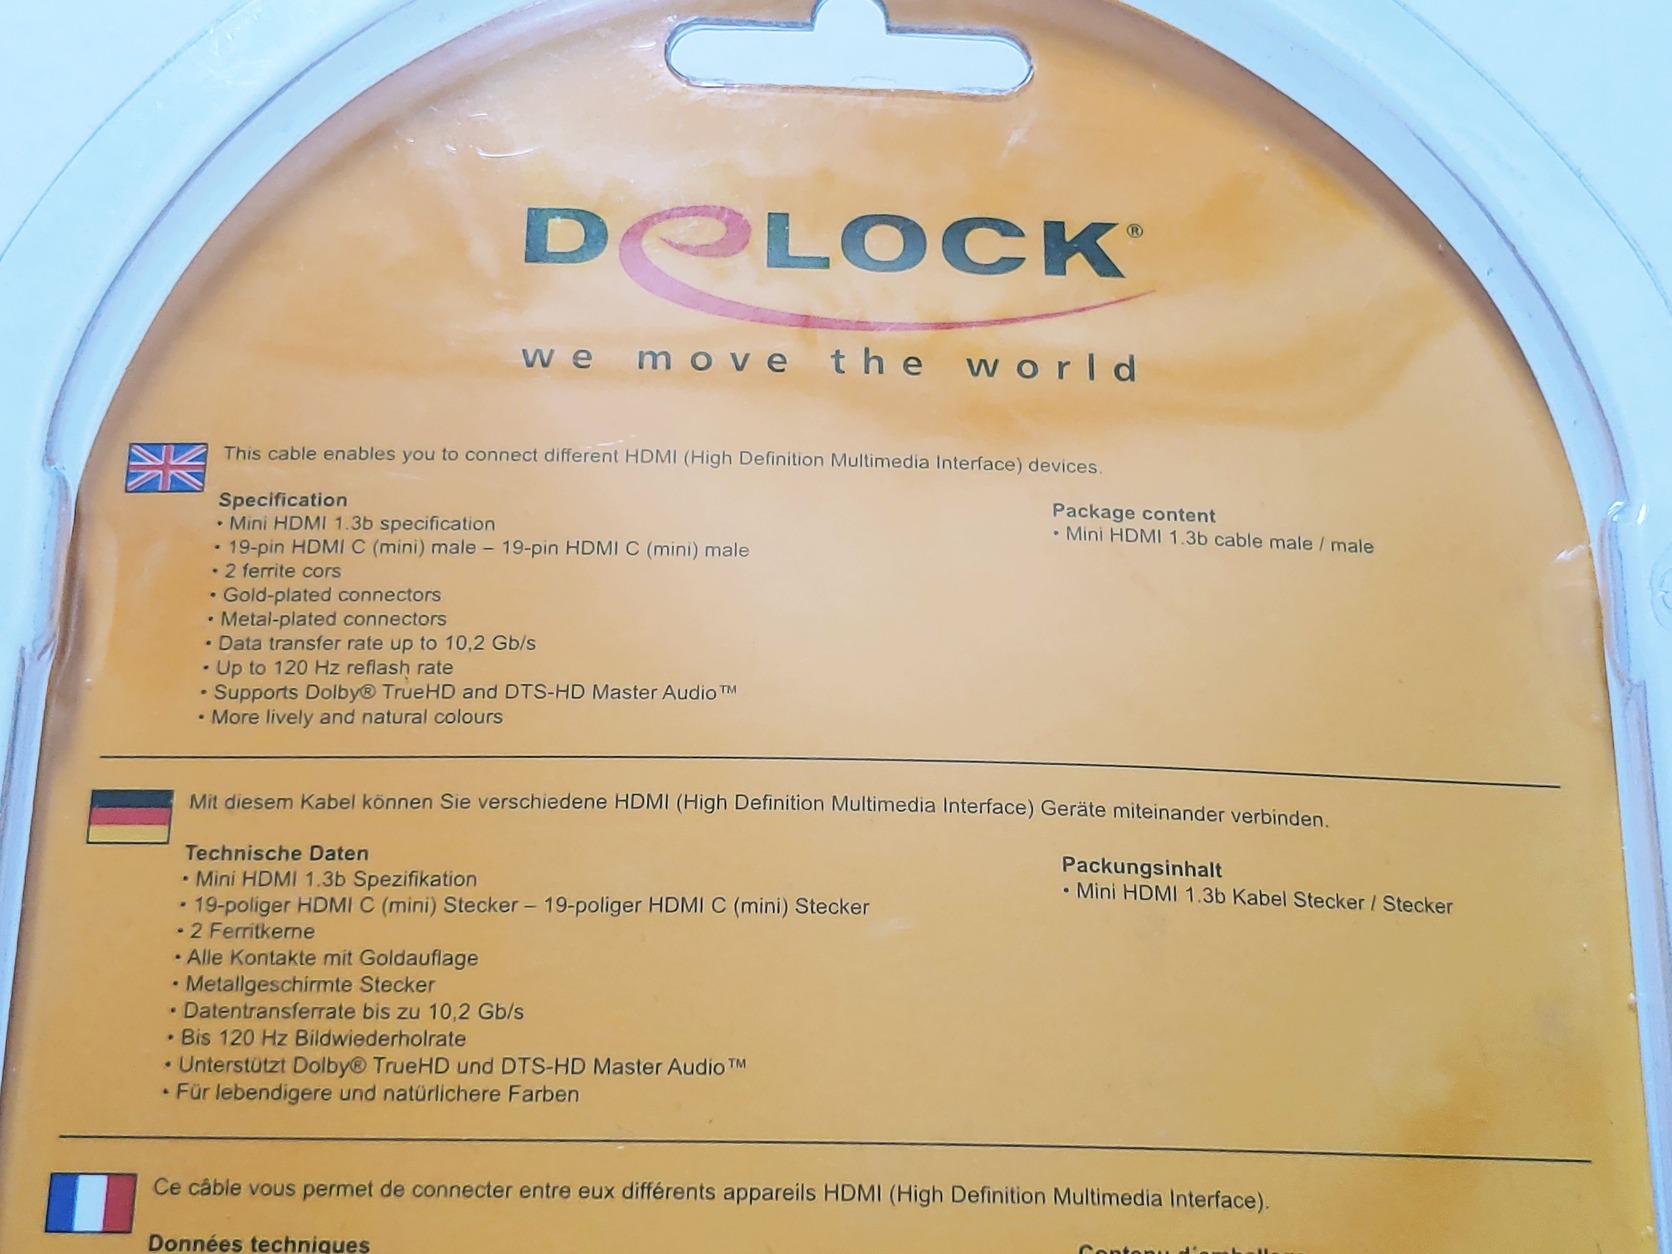 DeLOCK®
we move the world
This cable enables you to connect different HDMI (High Definition Multimedia Interface) devices.
Specification
• Mini HDMI 1.3b specification
• 19-pin HDMI C (mini) male – 19-pin HDMI C (mini) male
• 2 ferrite cors
• Gold-plated connectors
• Metal-plated connectors
• Data transfer rate up to 10,2 Gb/s
• Up to 120 Hz reflash rate
• Supports Dolby® TrueHD and DTS-HD Master Audio™
• More lively and natural colours
Package content
• Mini HDMI 1.3b cable male / male
Mit diesem Kabel können Sie verschiedene HDMI (High Definition Multimedia Interface) Geräte miteinander verbinden.
Technische Daten
• Mini HDMI 1.3b Spezifikation
• 19-poliger HDMI C (mini) Stecker – 19-poliger HDMI C (mini) Stecker
• 2 Ferritkerne
• Alle Kontakte mit Goldauflage
• Metallgeschirmte Stecker
• Datentransferrate bis zu 10,2 Gb/s
• Bis 120 Hz Bildwiederholrate
• Unterstützt Dolby® TrueHD und DTS-HD Master Audio™
• Für lebendigere und natürlichere Farben
Packungsinhalt
• Mini HDMI 1.3b Kabel Stecker / Stecker
Ce câble vous permet de connecter entre eux différents appareils HDMI (High Definition Multimedia Interface).
Données techniques